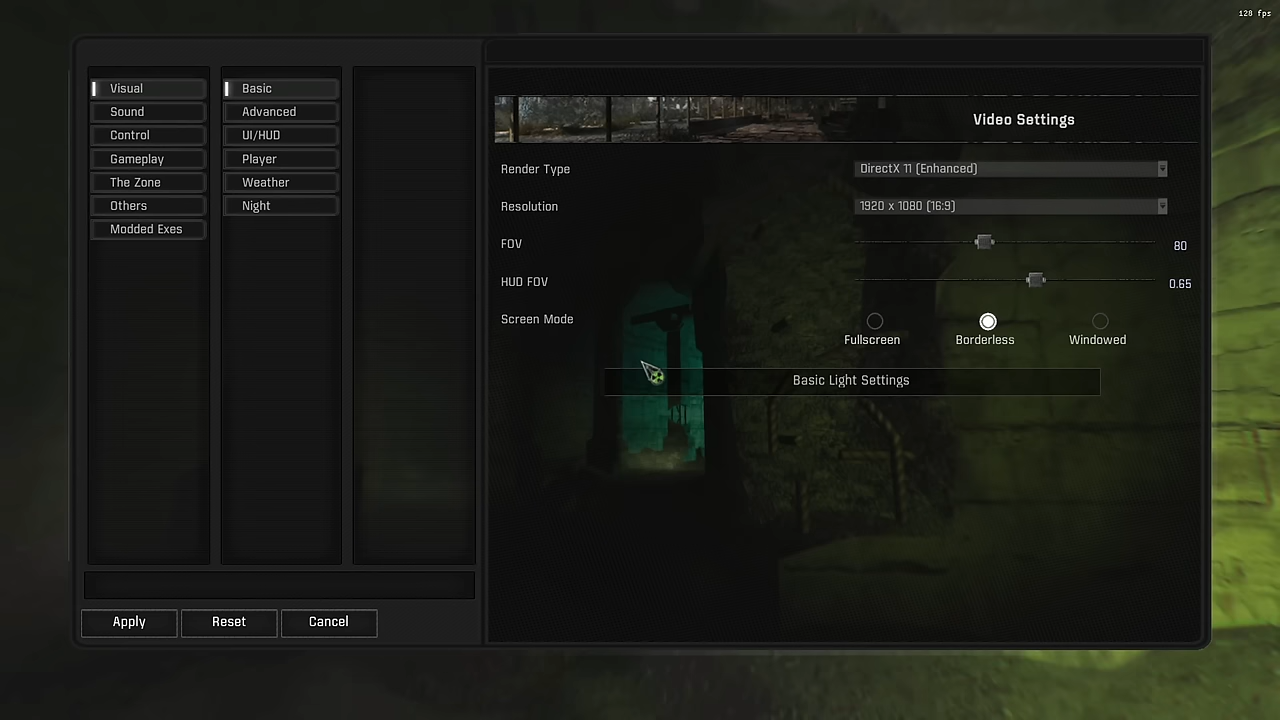 128 fps
Visual
Sound
Control
Gameplay
The Zone
Others
Modded Exes
Basic
Advanced
UI/HUD
Player
Weather
Night
Video Settings
Render Type
DirectX 11 (Enhanced)
Resolution
1920 x 1080 (16:9)
FOV
80
HUD FOV
0.65
Screen Mode
Fullscreen
Borderless
Windowed
Basic Light Settings
Apply
Reset
Cancel